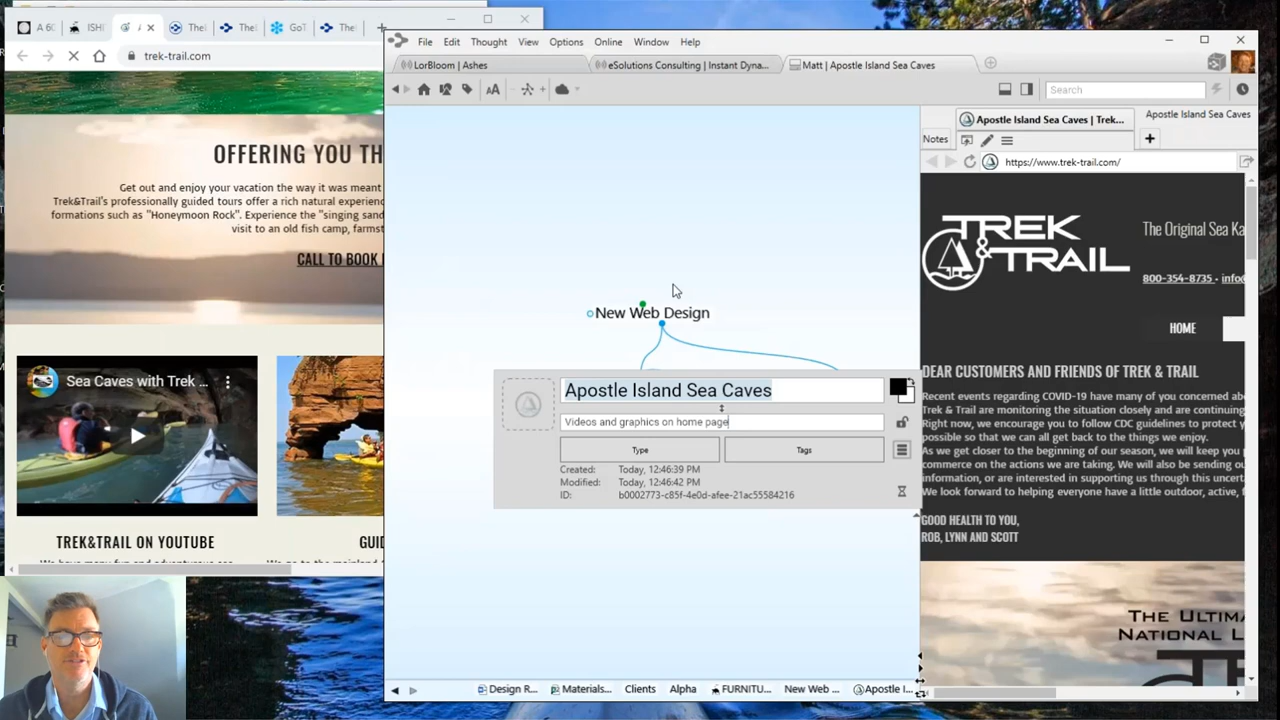 A 6(
ISHI
Thel
Thel
GoT
Thel
trek-trail.com
OFFERING YOU TH
Get out and enjoy your vacation the way it was meant
Trek&Trail's professionally guided tours offer a rich natural experienc
formations such as "Honeymoon Rock". Experience the "singing sand
visit to an old fish camp, farmst
CALL TO BOOK
Sea Caves with Trek ...
TREK&TRAIL ON YOUTUBE
GUID
File Edit Thought View Options Online Window Help
LorBloom | Ashes
eSolutions Consulting | Instant Dyna...
Matt | Apostle Island Sea Caves
AA
Search
New Web Design
Apostle Island Sea Caves
Videos and graphics on home page
Type
Tags
Created: Today, 12:46:39 PM
Modified: Today, 12:46:42 PM
ID: b0002773-c85f-4e0d-afee-21ac55584216
Design R...
Materials...
Clients
Alpha
FURNITU...
New Web ...
Apostle I...
Notes
Apostle Island Sea Caves | Trek...
Apostle Island Sea Caves
https://www.trek-trail.com/
TREK
& TRAIL
The Original Sea Ka
800-354-8735 • info
HOME
DEAR CUSTOMERS AND FRIENDS OF TREK & TRAIL
Recent events regarding COVID-19 have many of you concerned abo
Trek & Trail are monitoring the situation closely and are continuing
Right now, we encourage you to follow CDC guidelines to protect y
possible so that we can all get back to the things we enjoy.
As we get closer to the beginning of our season, we will keep you
commerce on the actions we are taking. We will also be sending ou
information, or are interested in supporting us through this uncerta
We look forward to helping everyone have a little outdoor, active, f
GOOD HEALTH TO YOU,
ROB, LYNN AND SCOTT
THE ULTIMA
NATIONAL L